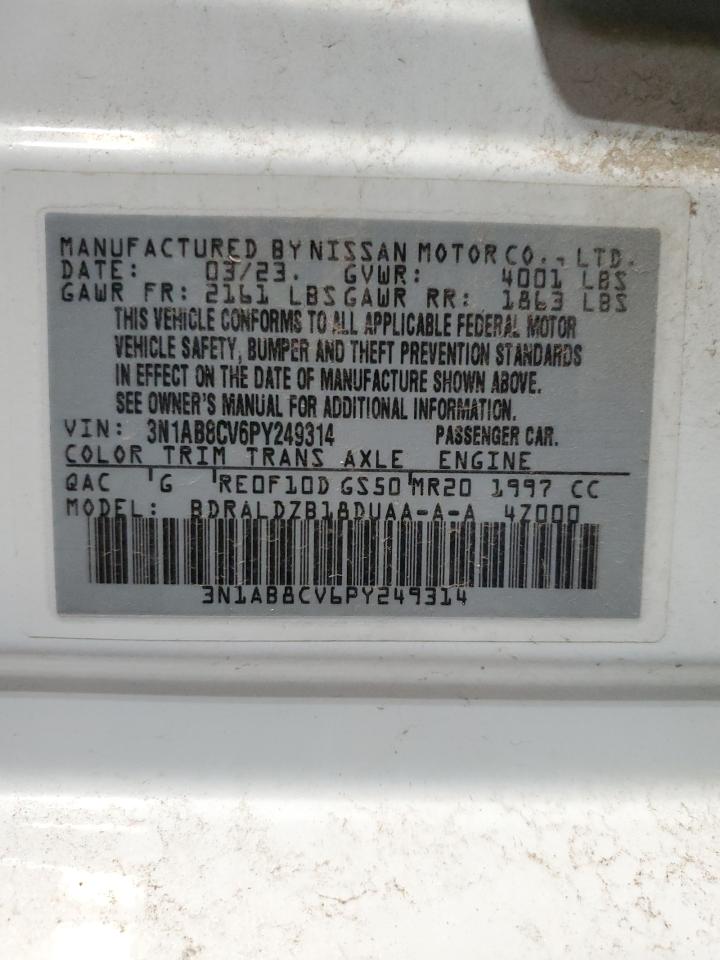 MANUFACTURED BY NISSAN MOTOR CO., LTD.
DATE: 03/23. GVWR: 4001 LBS
GAWR FR: 2161 LBS GAWR RR: 1863 LBS
THIS VEHICLE CONFORMS TO ALL APPLICABLE FEDERAL MOTOR
VEHICLE SAFETY, BUMPER AND THEFT PREVENTION STANDARDS
IN EFFECT ON THE DATE OF MANUFACTURE SHOWN ABOVE.
SEE OWNER'S MANUAL FOR ADDITIONAL INFORMATION.
VIN: 3N1AB8CV6PY249314 PASSENGER CAR.
COLOR TRIM TRANS AXLE ENGINE
QAC G RE0F10D GS50 MR20 1997 CC
MODEL: BDRALDZB18DUAA-A-A 4Z000
3N1AB8CV6PY249314